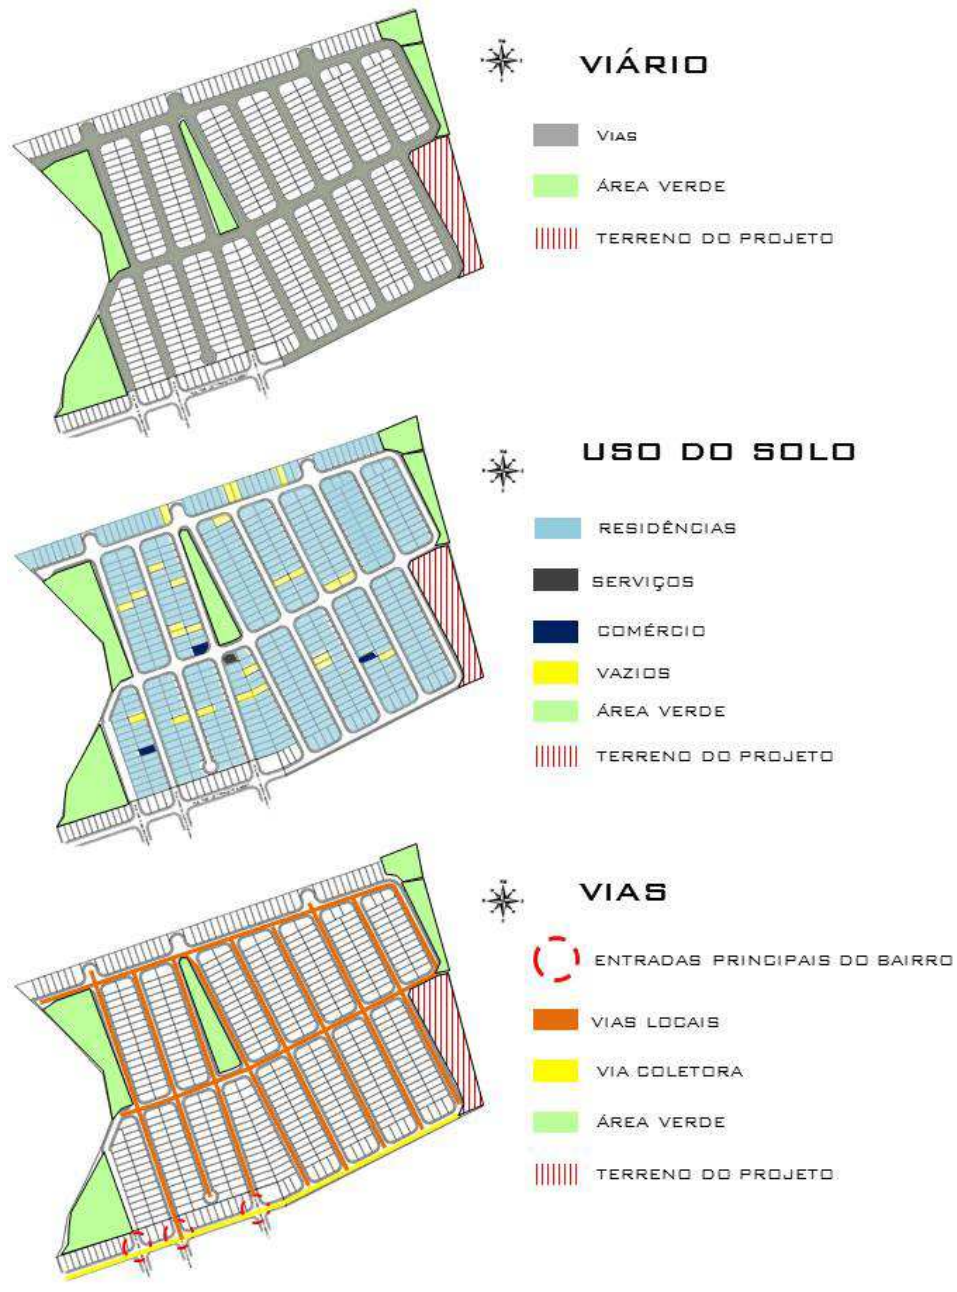 VIÁRIO
VIAS
ÁREA VERDE
TERRENO DO PROJETO
USO DO SOLO
RESIDÊNCIAS
SERVIÇOS
COMÉRCIO
VAZIOS
ÁREA VERDE
TERRENO DO PROJETO
VIAS
ENTRADAS PRINCIPAIS DO BAIRRO
VIAS LOCAIS
VIA COLETORA
ÁREA VERDE
TERRENO DO PROJETO